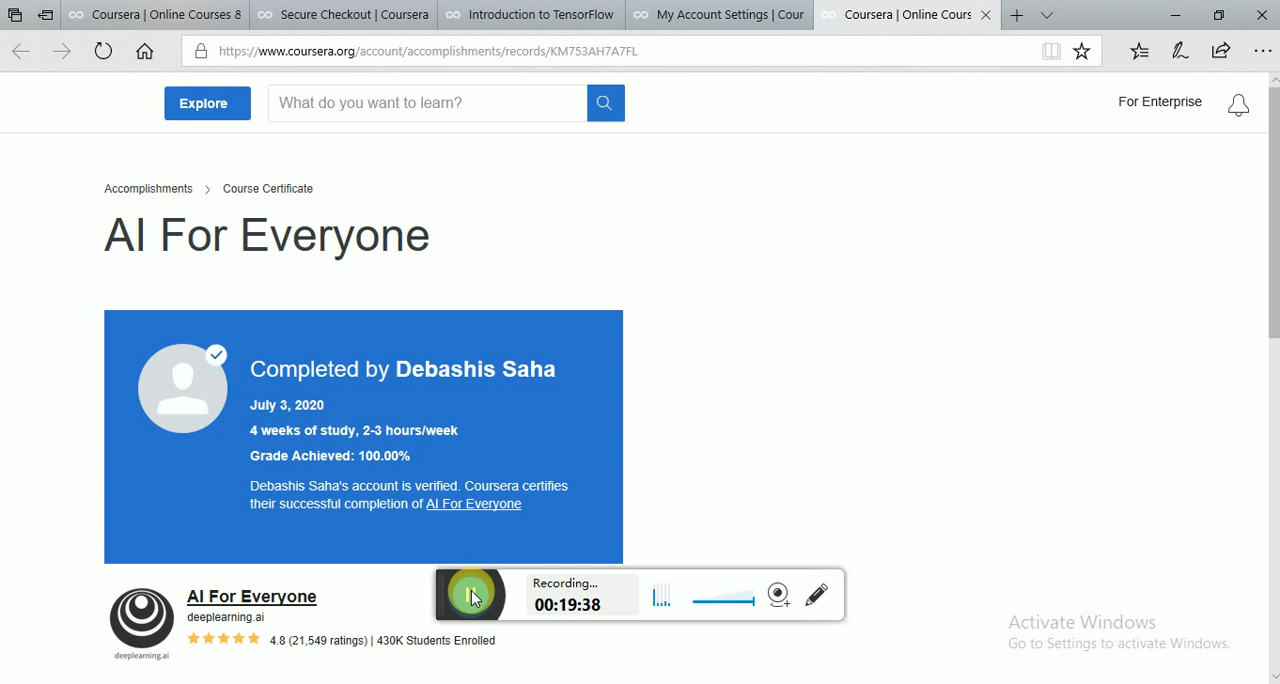 Coursera | Online Courses &
Secure Checkout | Coursera
Introduction to TensorFlow
My Account Settings | Cour
Coursera | Online Cours
https://www.coursera.org/account/accomplishments/records/KM753AH7A7FL
Explore
What do you want to learn?
For Enterprise
Accomplishments > Course Certificate
AI For Everyone
Completed by Debashis Saha
July 3, 2020
4 weeks of study, 2-3 hours/week
Grade Achieved: 100.00%
Debashis Saha's account is verified. Coursera certifies
their successful completion of AI For Everyone
Recording...
00:19:38
AI For Everyone
deeplearning.ai
4.8 (21,549 ratings) | 430K Students Enrolled
deeplearning.ai
Activate Windows
Go to Settings to activate Windows.